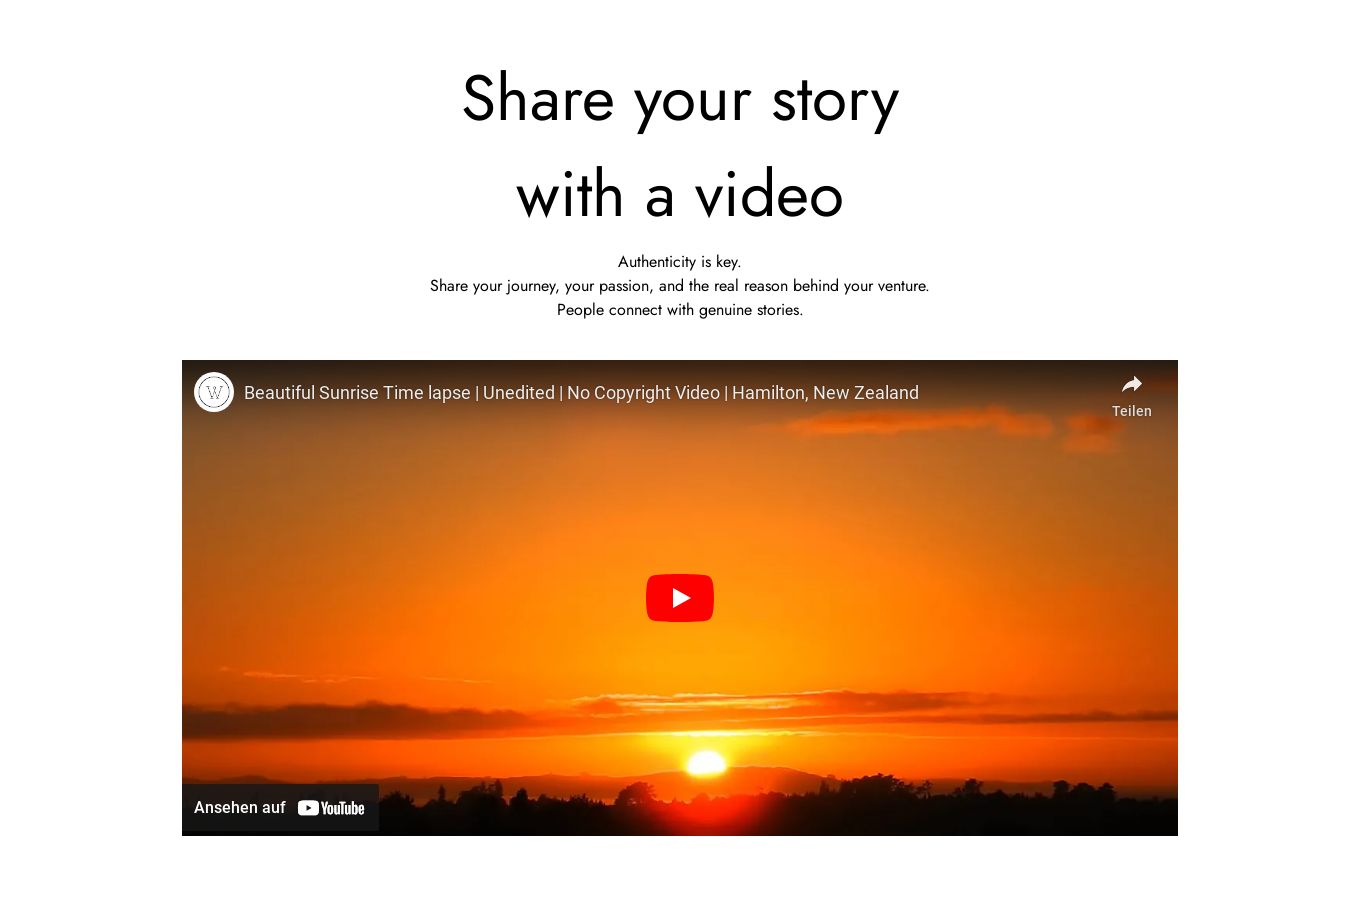 Share your story
with a video
Authenticity is key.
Share your journey, your passion, and the real reason behind your venture.
People connect with genuine stories.
W
Beautiful Sunrise Time lapse | Unedited | No Copyright Video | Hamilton, New Zealand
Teilen
Ansehen auf YouTube